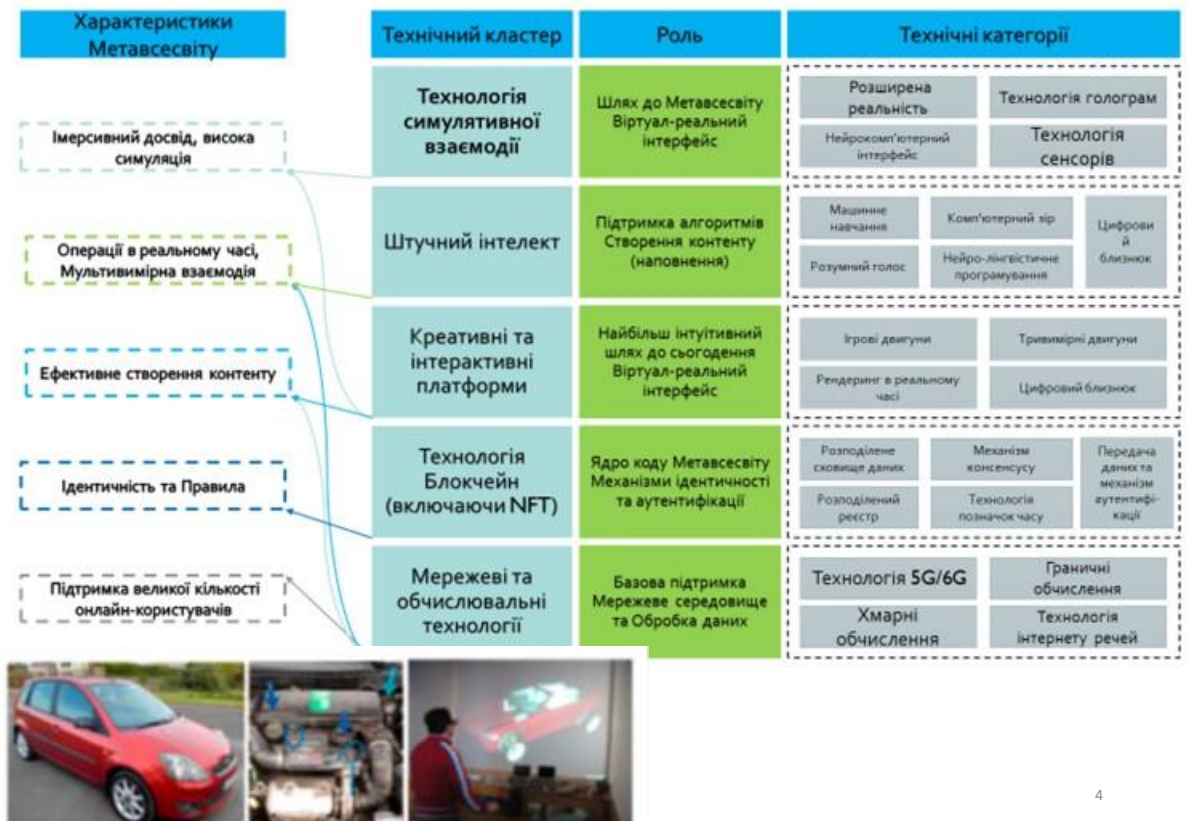 Характеристики
Метавсесвіту
Технічний кластер
Роль
Технічні категорії
Імерсивний досвід, висока
симуляція
Операції в реальному часі,
Мультивимірна взаємодія
Ефективне створення контенту
Ідентичність та Правила
Підтримка великої кількості
онлайн-користувачів
Технологія
симулятивної
взаємодії
Шлях до Метавсесвіту
Віртуал-реальний
інтерфейс
Розширена
реальність
Технологія голограм
Нейрокомп'ютерний
інтерфейс
Технологія
сенсорів
Штучний інтелект
Підтримка алгоритмів
Створення контенту
(наповнення)
Машинне
навчання
Комп'ютерний зір
Цифрови
й
близнюк
Розумний голос
Нейро-лінгвістичне
програмування
Креативні та
інтерактивні
платформи
Найбільш інтуїтивний
шлях до сьогодення
Віртуал-реальний
інтерфейс
Ігрові двигуни
Тривимірні двигуни
Рендеринг в реальному
часі
Цифровий близнюк
Технологія
Блокчейн
(включаючи NFT)
Ядро коду Метавсесвіту
Механізми ідентичності
та аутентифікації
Розподілене
сховище даних
Механізм
консенсусу
Передача
даних та
механізм
аутентифі-
кації
Розподілений
реєстр
Технологія
позначок часу
Мережеві та
обчислювальні
технології
Базова підтримка
Мережеве середовище
та Обробка даних
Технологія 5G/6G
Граничні
обчислення
Хмарні
обчислення
Технологія
інтернету речей
4